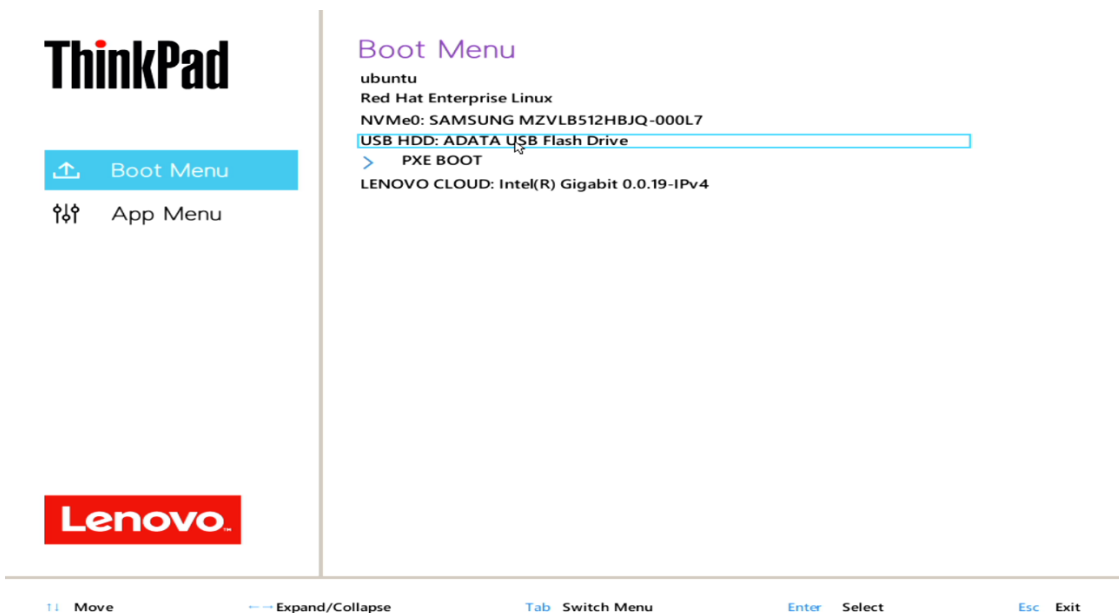 ThinkPad
Boot Menu
App Menu
Lenovo
Boot Menu
ubuntu
Red Hat Enterprise Linux
NVMe0: SAMSUNG MZVLB512HBJQ-000L7
USB HDD: ADATA USB Flash Drive
> PXE BOOT
LENOVO CLOUD: Intel(R) Gigabit 0.0.19-IPv4
↑↓ Move ←→ Expand/Collapse Tab Switch Menu Enter Select Esc Exit